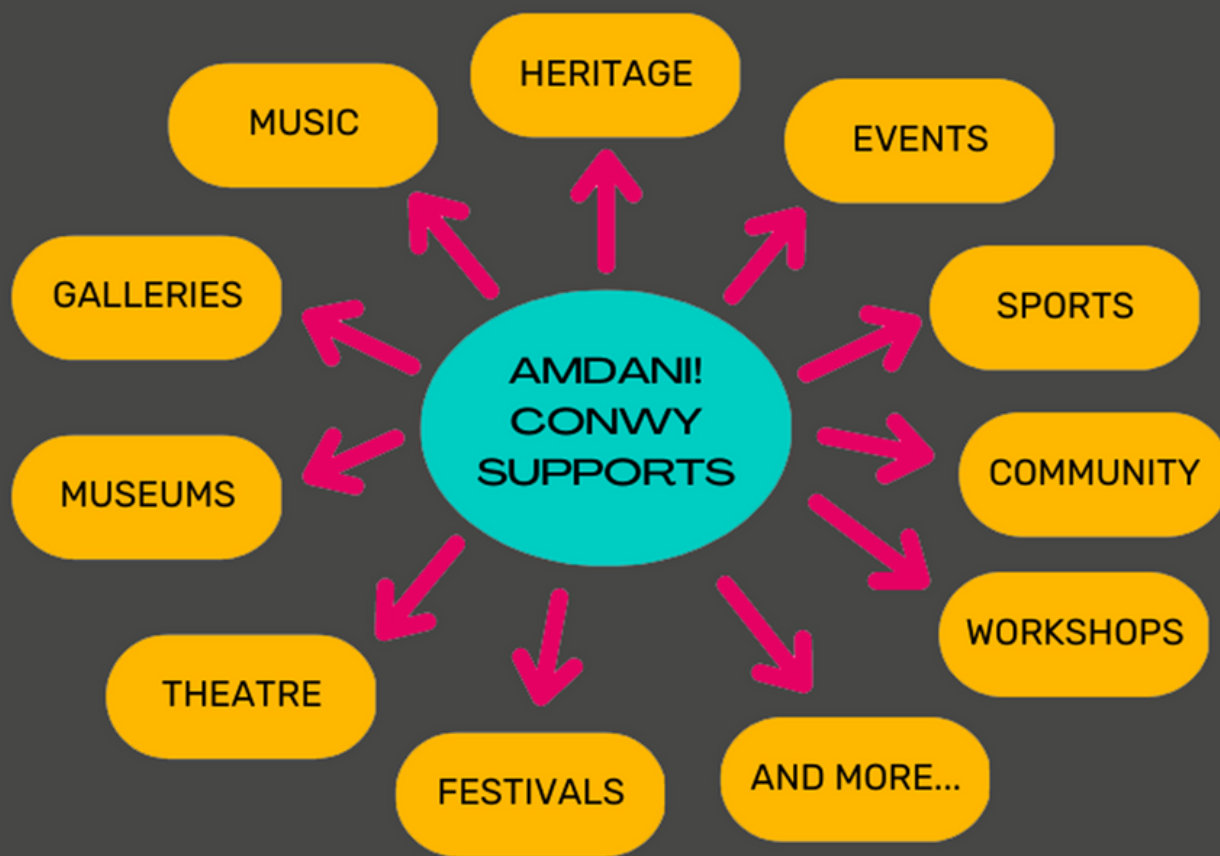 HERITAGE
MUSIC
EVENTS
GALLERIES
SPORTS
AMDANI!
CONWY
SUPPORTS
COMMUNITY
MUSEUMS
WORKSHOPS
THEATRE
AND MORE...
FESTIVALS